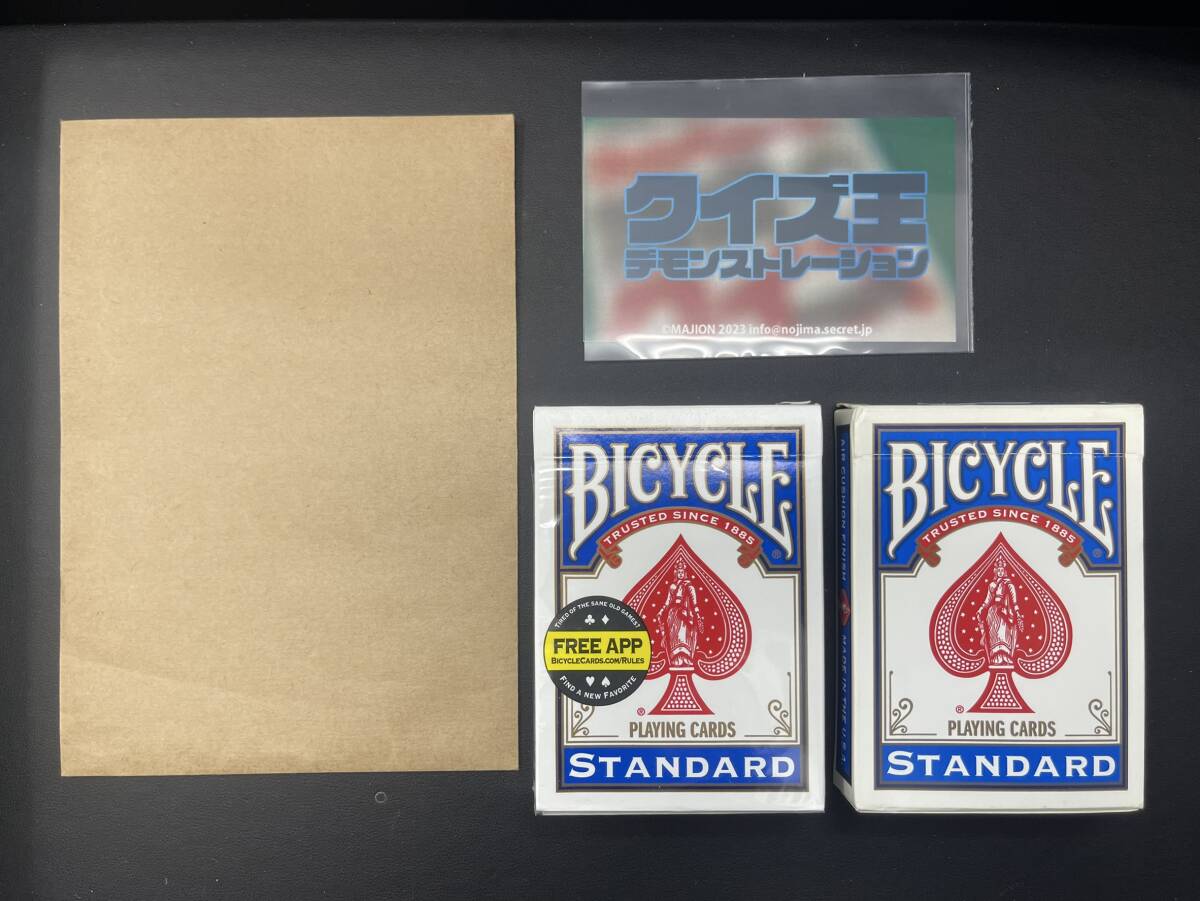 クイズ王
デモンストレーション
©MAJION 2023 info@nojima.secret.jp
BICYCLE
®
TRUSTED SINCE 1885
TIRED OF THE SAME OLD GAMES?
FREE APP
BICYCLECARDS.COM/RULES
FIND A NEW FAVORITE
®
PLAYING CARDS
STANDARD
AIR CUSHION FINISH
MADE IN THE U.S.A.
BICYCLE
®
TRUSTED SINCE 1885
®
PLAYING CARDS
STANDARD